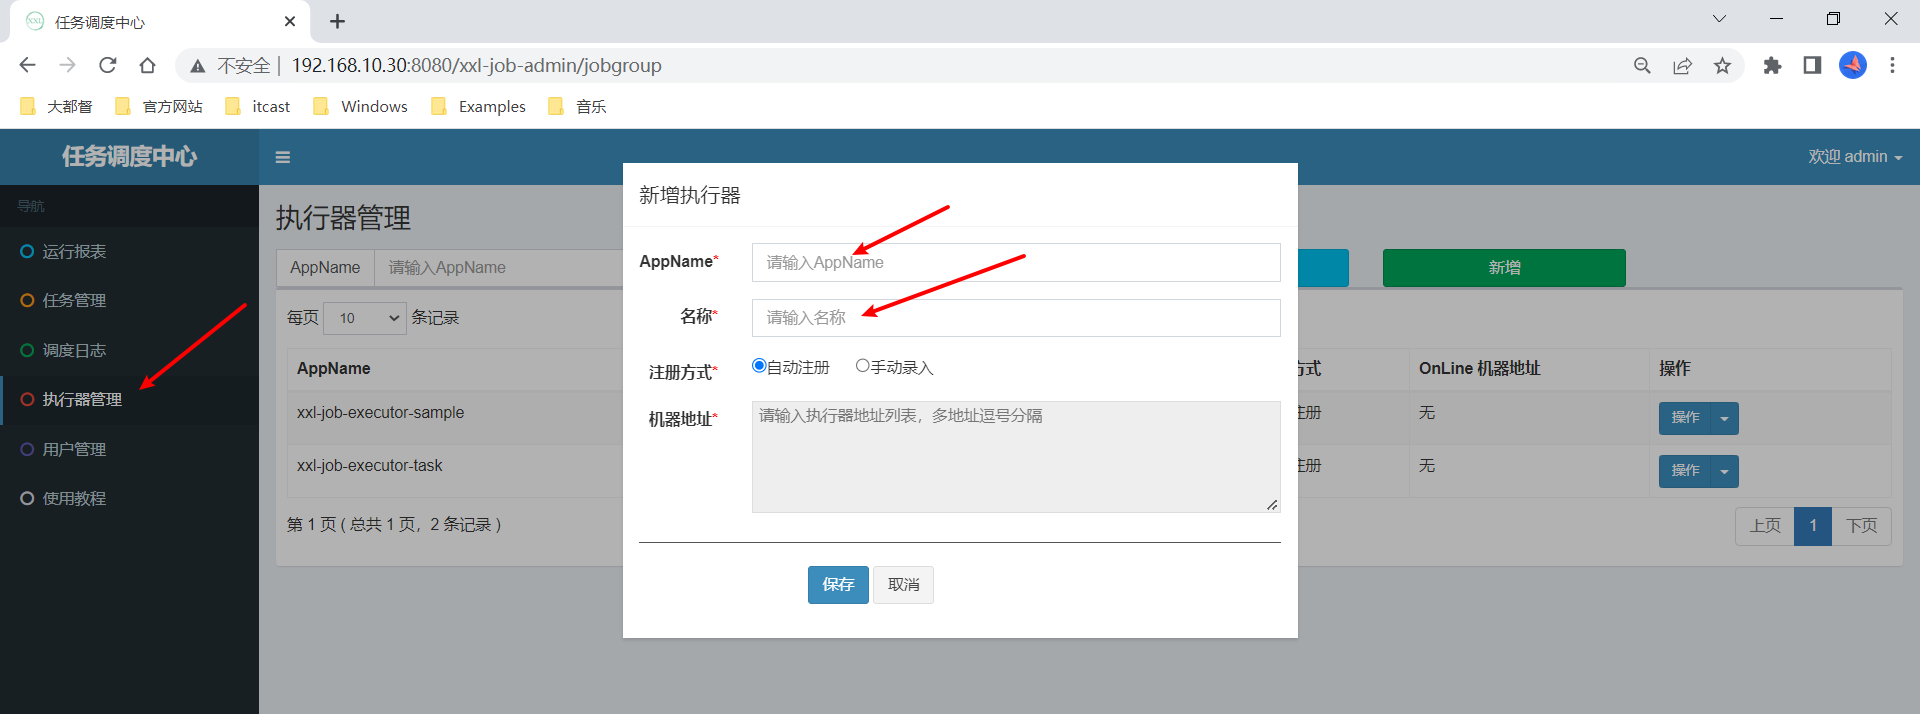 任务调度中心
不安全 192.168.10.30:8080/xxl-job-admin/jobgroup
大都督 官方网站 itcast Windows Examples 音乐
任务调度中心
欢迎 admin
导航
运行报表
任务管理
调度日志
执行器管理
用户管理
使用教程
执行器管理
AppName 请输入AppName
新增
每页 10 条记录
AppName 方式 OnLine 机器地址 操作
xxl-job-executor-sample 注册 无 操作
xxl-job-executor-task 注册 无 操作
第 1 页 ( 总共 1 页，2 条记录 )
上页 1 下页
新增执行器
AppName* 请输入AppName
名称* 请输入名称
注册方式* 自动注册 手动录入
机器地址* 请输入执行器地址列表，多地址逗号分隔
保存 取消